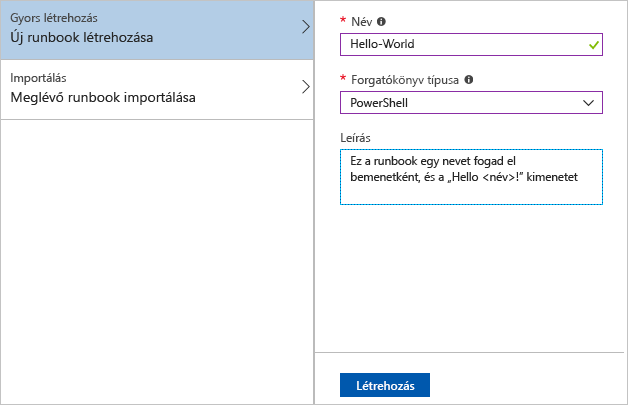 Gyors létrehozás
Új runbook létrehozása
Importálás
Meglévő runbook importálása
* Név
Hello-World
* Forgatókönyv típusa
PowerShell
Leírás
Ez a runbook egy nevet fogad el
bemenetként, és a „Hello <név>!” kimenetet
Létrehozás